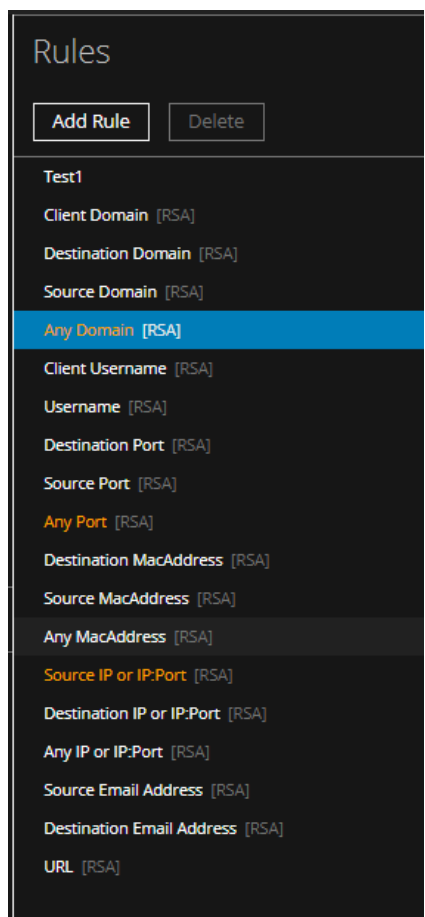 Rules
Add Rule Delete
Test1
Client Domain [RSA]
Destination Domain [RSA]
Source Domain [RSA]
Any Domain [RSA]
Client Username [RSA]
Username [RSA]
Destination Port [RSA]
Source Port [RSA]
Any Port [RSA]
Destination MacAddress [RSA]
Source MacAddress [RSA]
Any MacAddress [RSA]
Source IP or IP:Port [RSA]
Destination IP or IP:Port [RSA]
Any IP or IP:Port [RSA]
Source Email Address [RSA]
Destination Email Address [RSA]
URL [RSA]